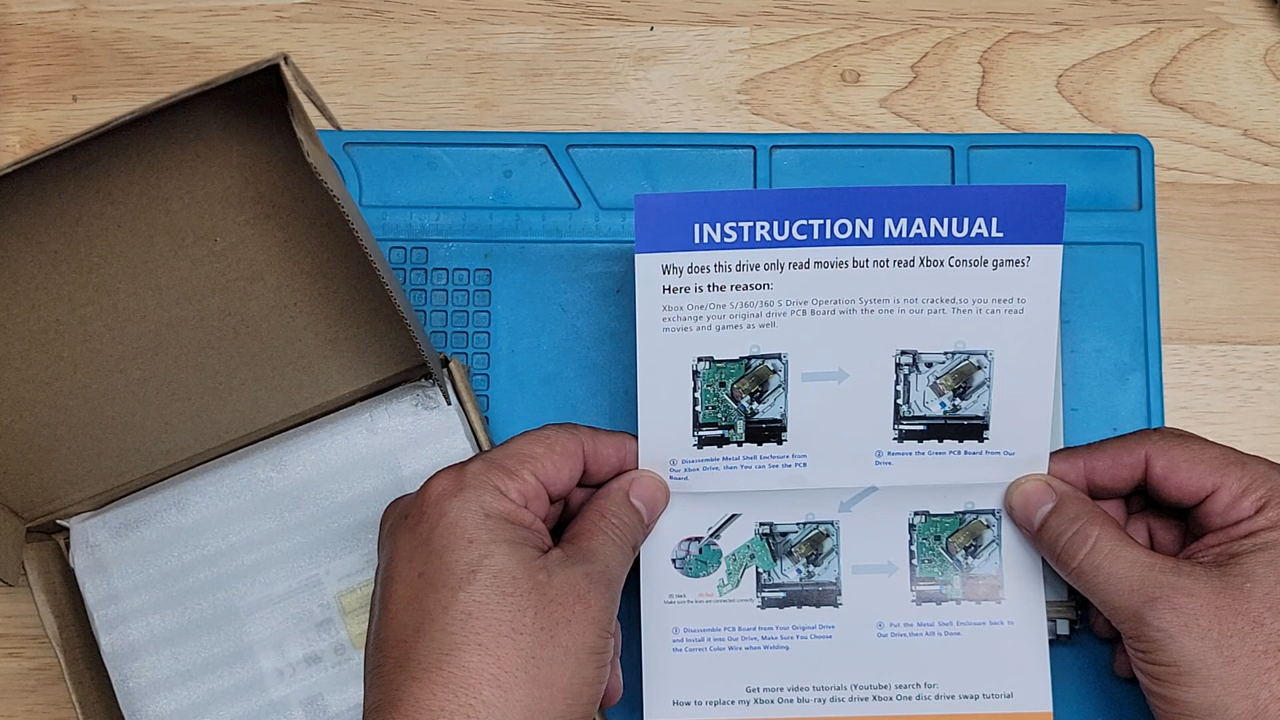 INSTRUCTION MANUAL
Why does this drive only read movies but not read Xbox Console games?
Here is the reason:
Xbox One/One S/360/360 S Drive Operation System is not cracked,so you need to
exchange your original drive PCB Board with the one in our part. Then it can read
movies and games as well.
① Disassemble Metal Shell Enclosure from
Our Xbox Drive, then You can See the PCB
Board.
② Remove the Green PCB Board from Our
Drive.
Make sure the lines are connected correctly
③ Disassemble PCB Board from Your Original Drive
and Install it into Our Drive, Make Sure You Choose
the Correct Color Wire when Welding.
④ Put the Metal Shell Enclosure back to
Our Drive,then All is Done.
Get more video tutorials (Youtube) search for:
How to replace my Xbox One blu-ray disc drive Xbox One disc drive swap tutorial